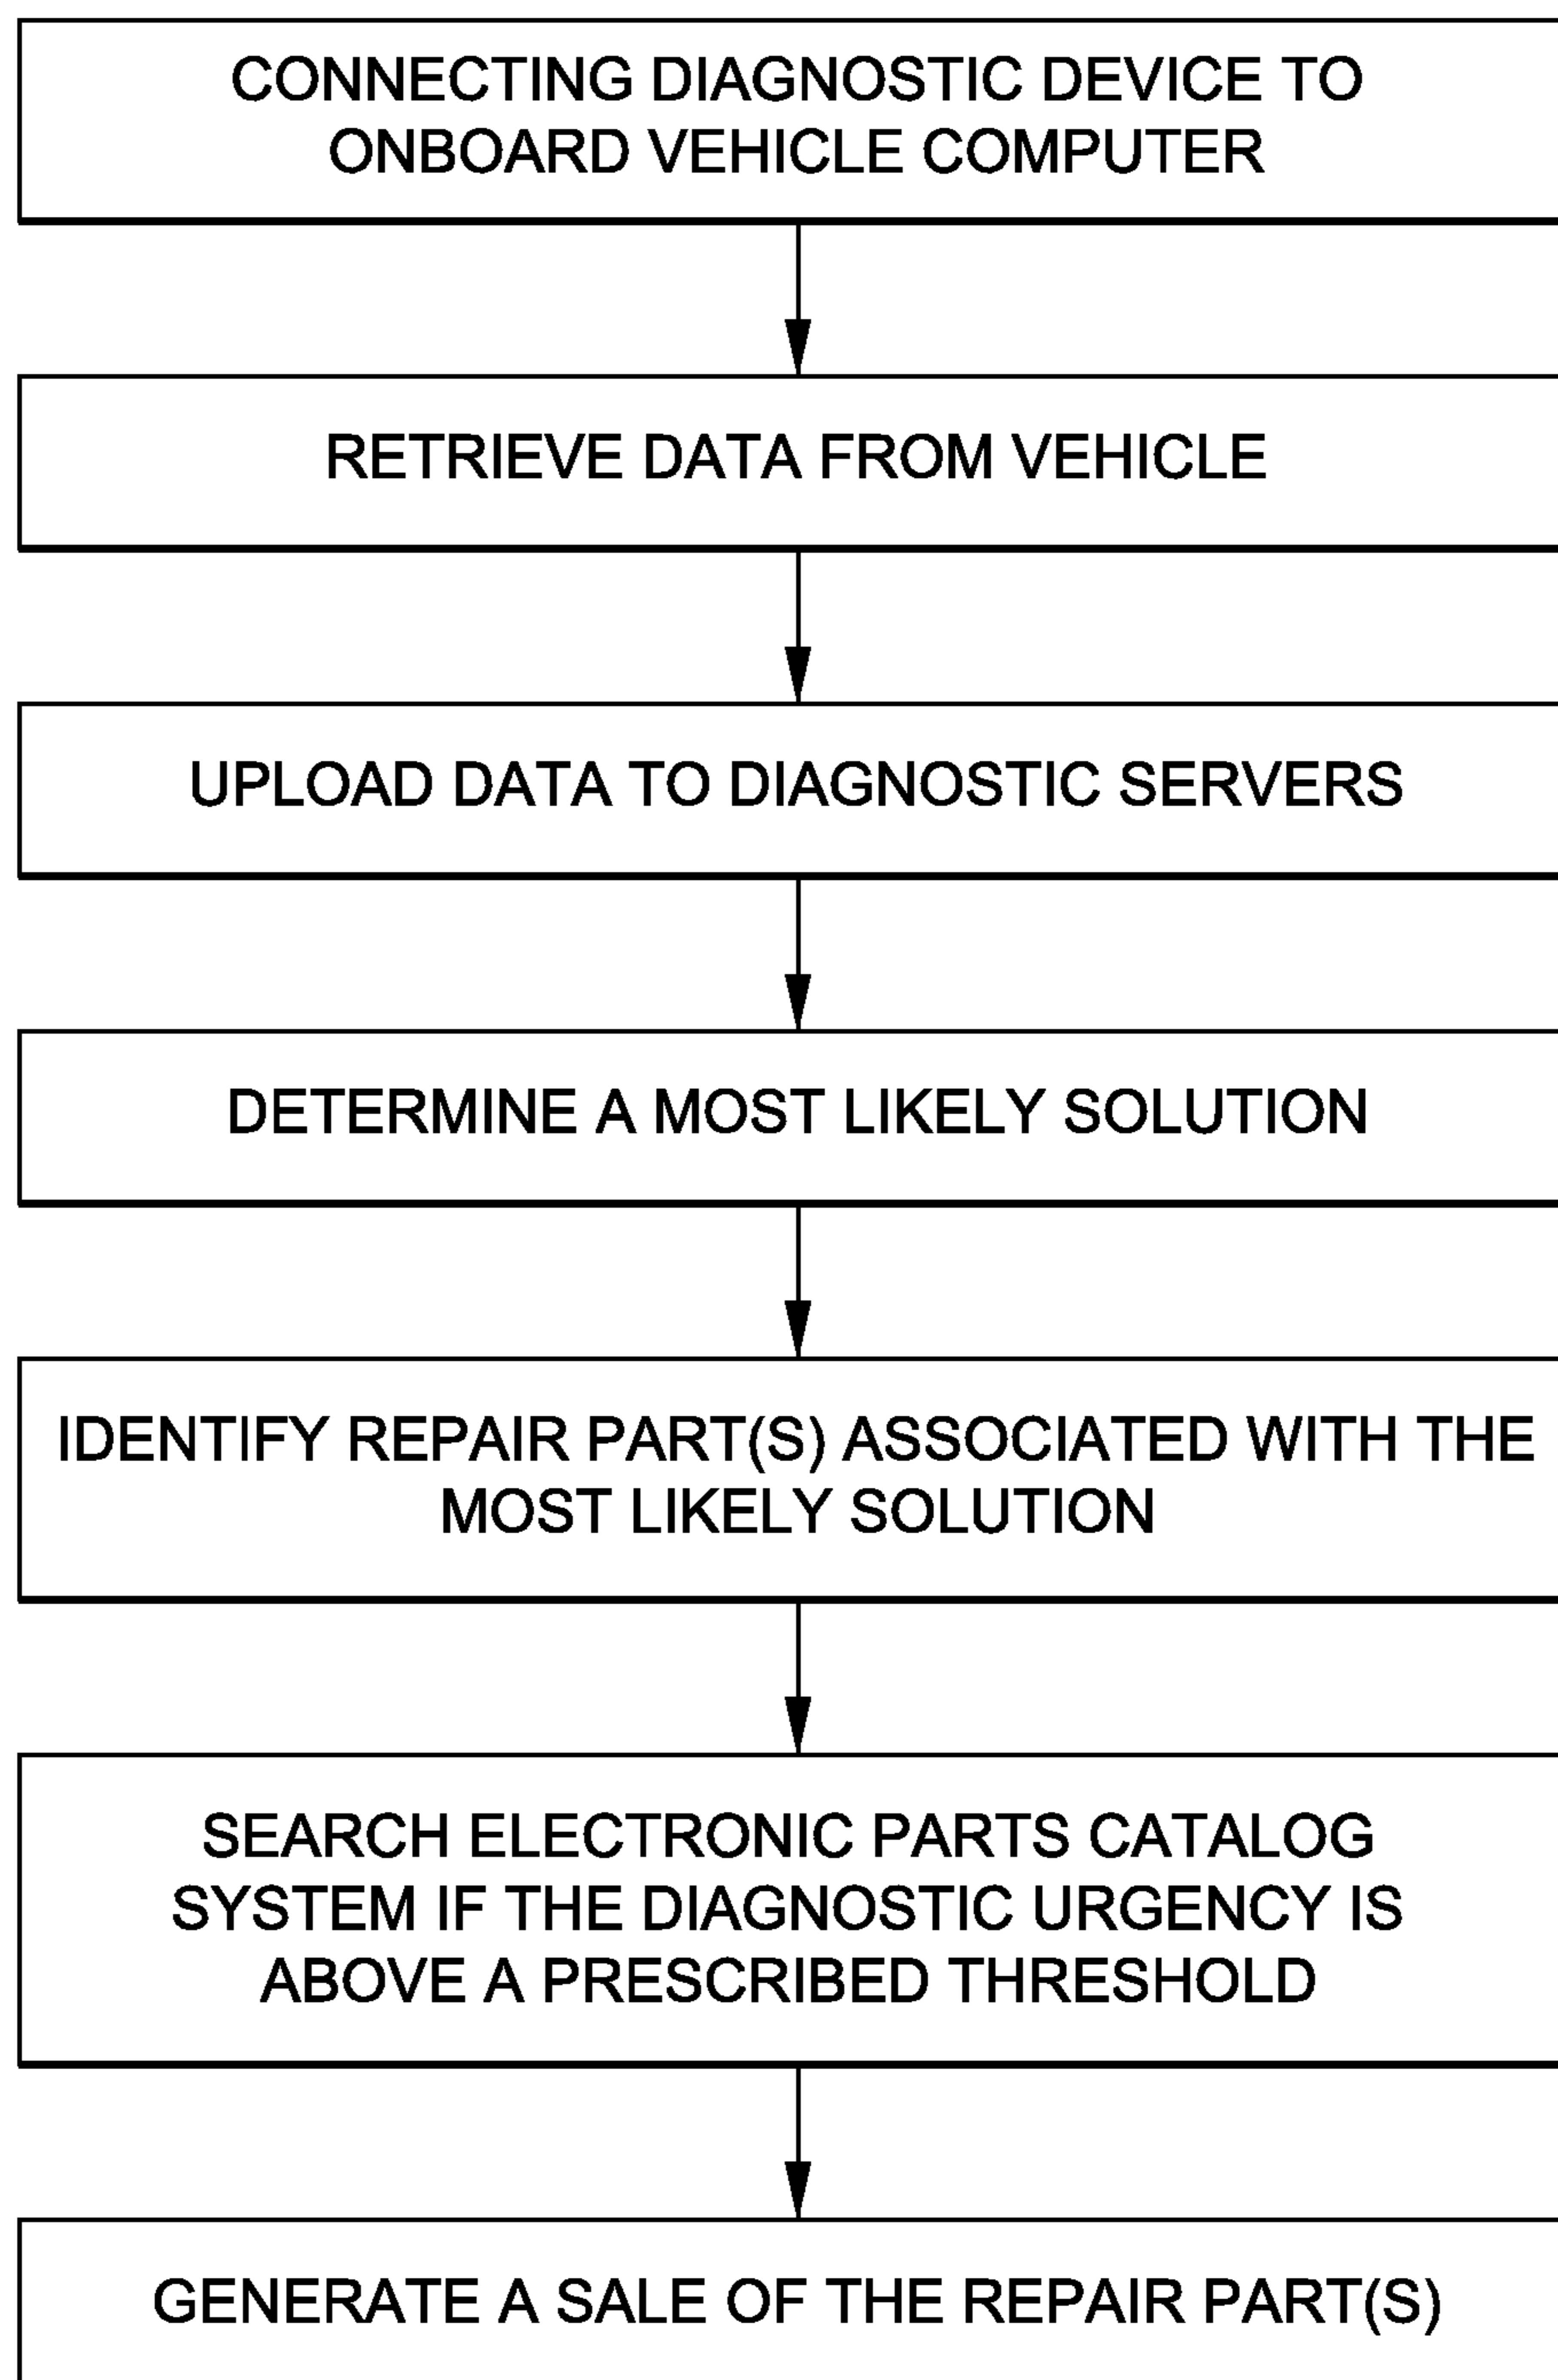 CONNECTING DIAGNOSTIC DEVICE TO
ONBOARD VEHICLE COMPUTER
RETRIEVE DATA FROM VEHICLE
UPLOAD DATA TO DIAGNOSTIC SERVERS
DETERMINE A MOST LIKELY SOLUTION
IDENTIFY REPAIR PART(S) ASSOCIATED WITH THE
MOST LIKELY SOLUTION
SEARCH ELECTRONIC PARTS CATALOG
SYSTEM IF THE DIAGNOSTIC URGENCY IS
ABOVE A PRESCRIBED THRESHOLD
GENERATE A SALE OF THE REPAIR PART(S)